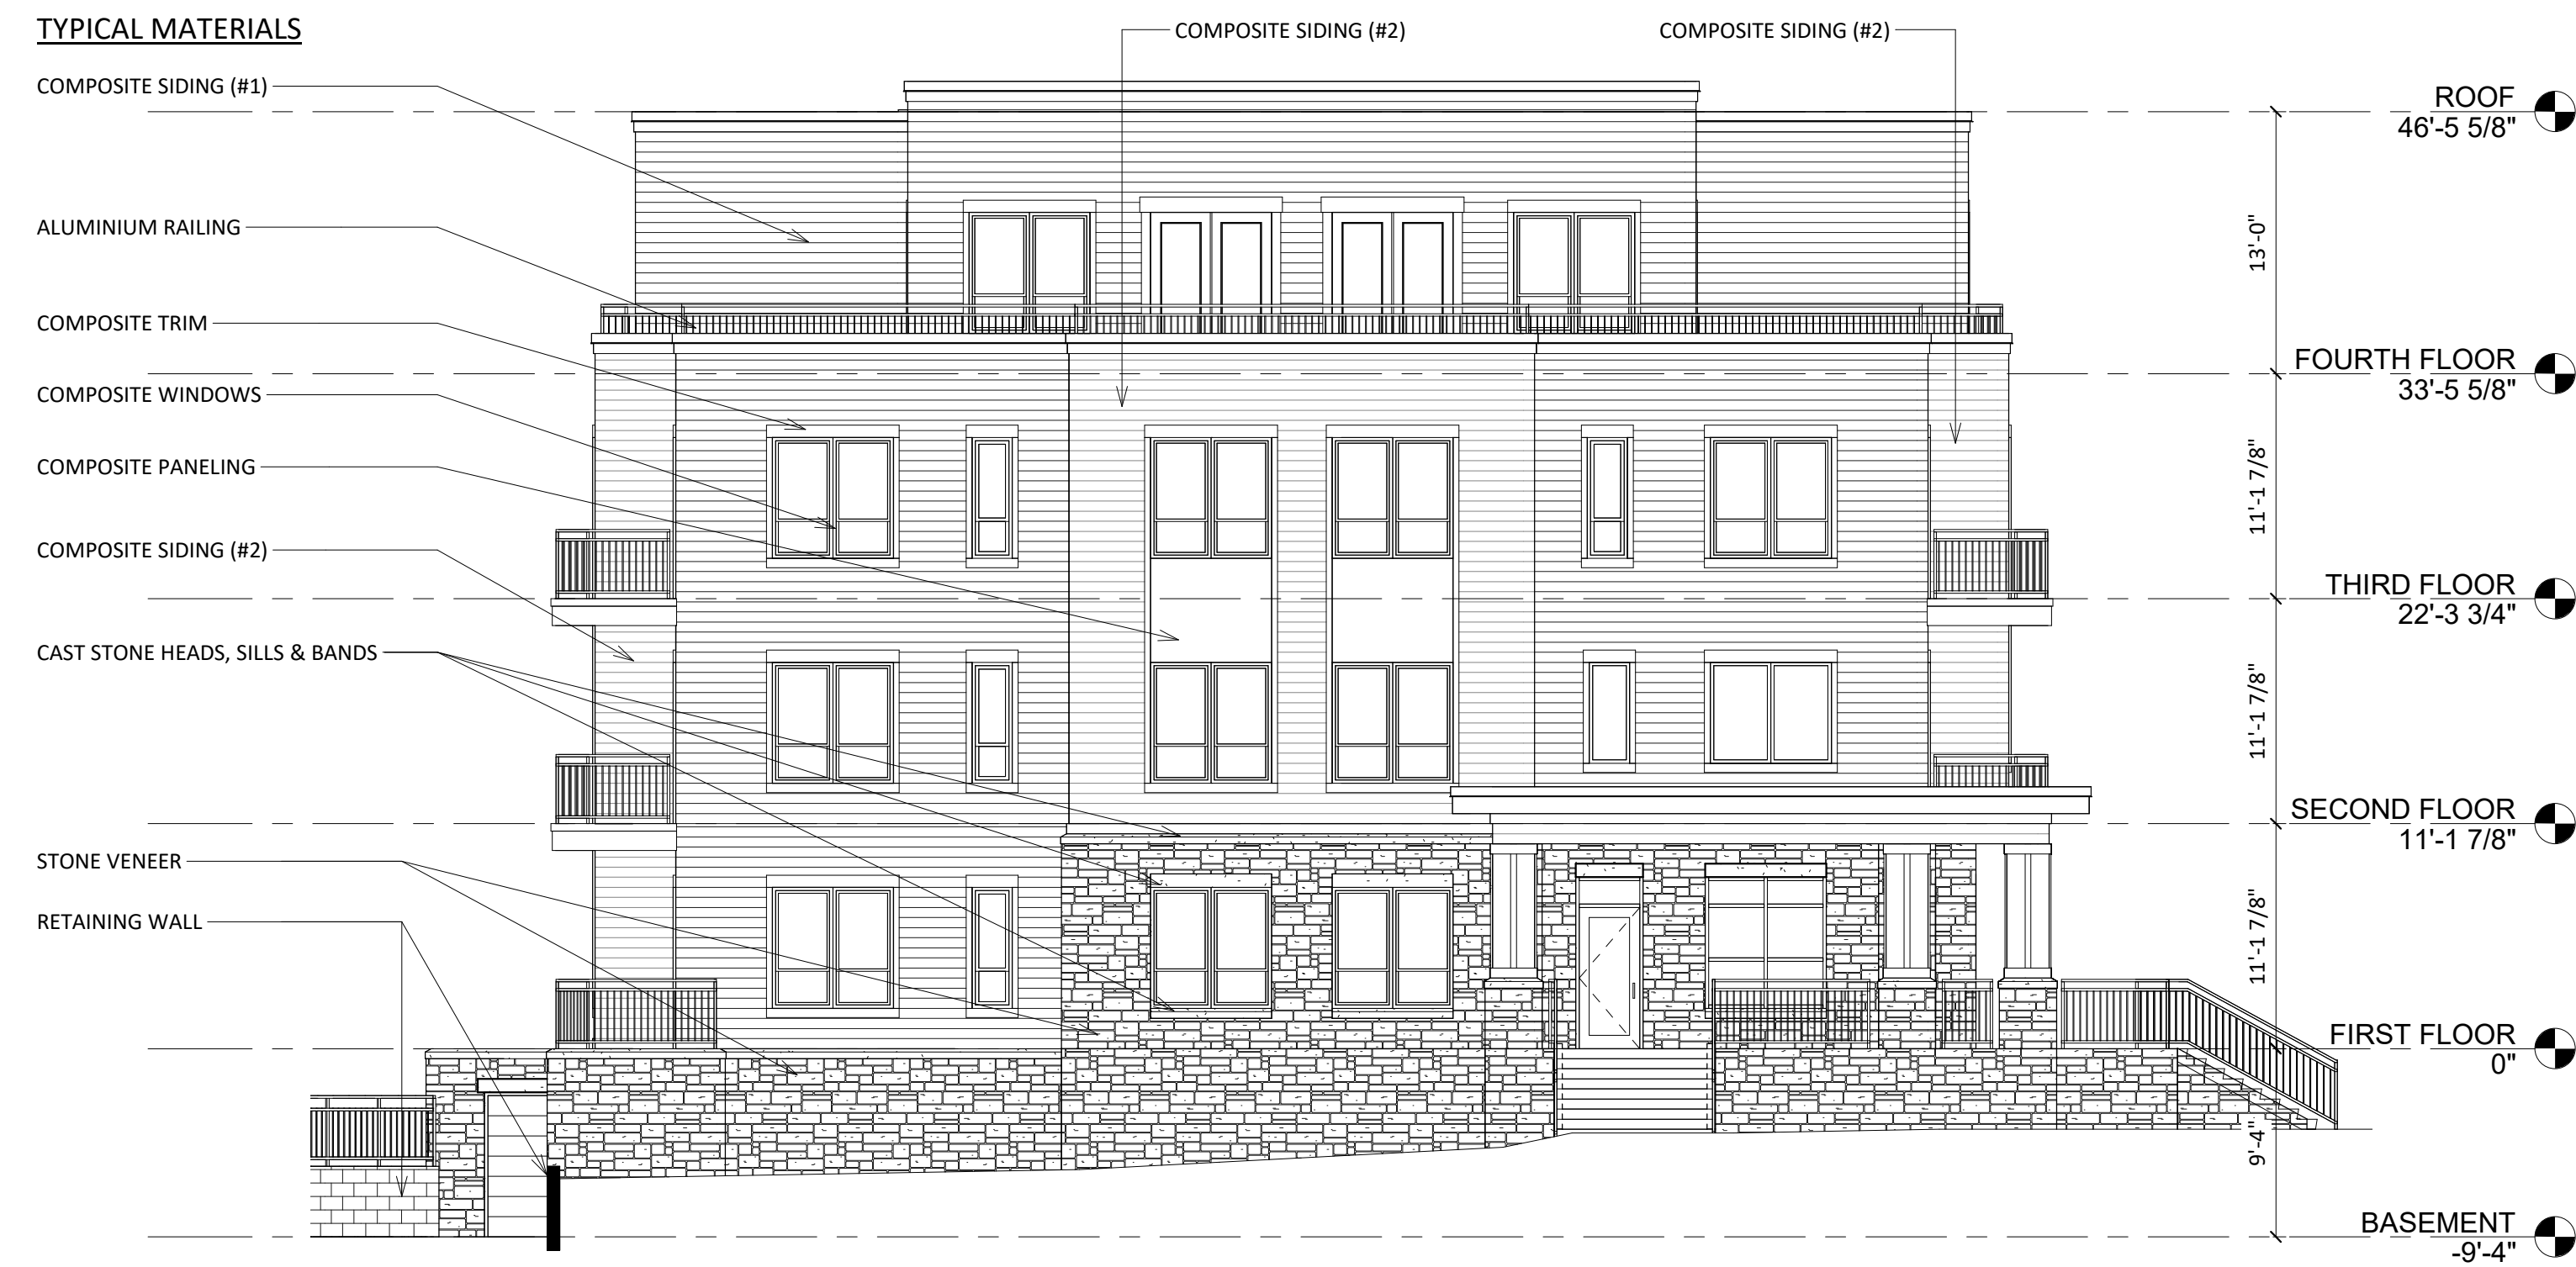 TYPICAL MATERIALS
COMPOSITE SIDING (#2)
COMPOSITE SIDING (#2)
COMPOSITE SIDING (#1)
ALUMINIUM RAILING
COMPOSITE TRIM
COMPOSITE WINDOWS
COMPOSITE PANELING
COMPOSITE SIDING (#2)
CAST STONE HEADS, SILLS & BANDS
STONE VENEER
RETAINING WALL
13'-0"
11'-1 7/8"
11'-1 7/8"
11'-1 7/8"
9'-4"
ROOF
46'-5 5/8"
FOURTH FLOOR
33'-5 5/8"
THIRD FLOOR
22'-3 3/4"
SECOND FLOOR
11'-1 7/8"
FIRST FLOOR
0"
BASEMENT
-9'-4"